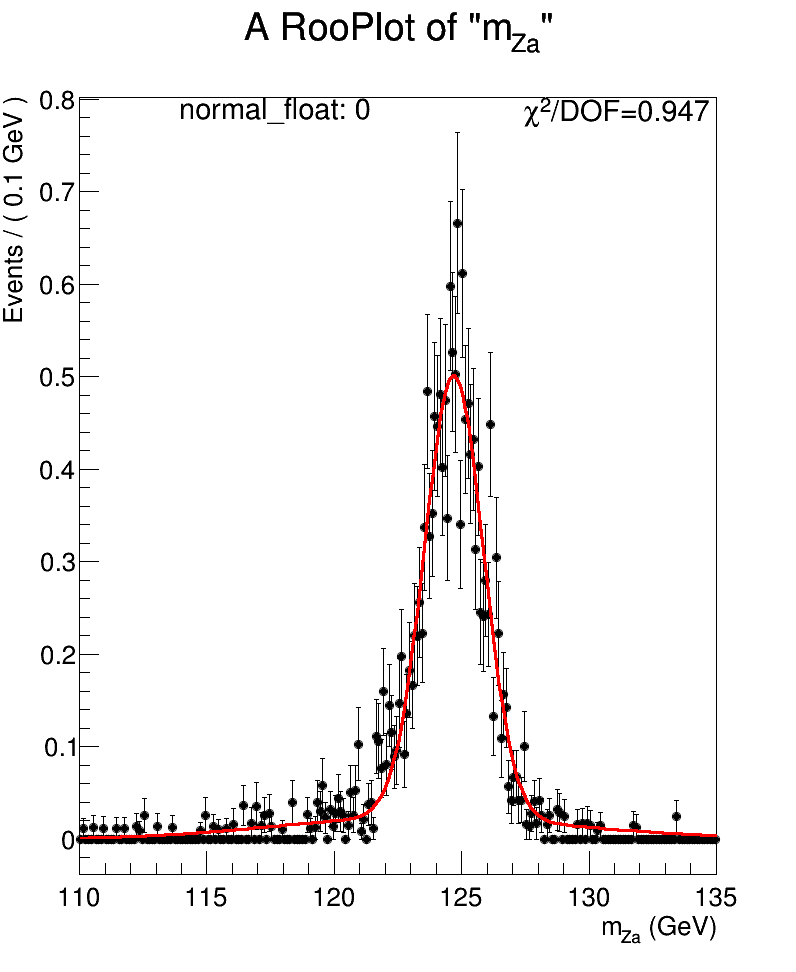 A RooPlot of "m_Za"
normal_float: 0
χ²/DOF=0.947
Events / ( 0.1 GeV )
0.8
0.7
0.6
0.5
0.4
0.3
0.2
0.1
0
110 115 120 125 130 135
m_Za (GeV)